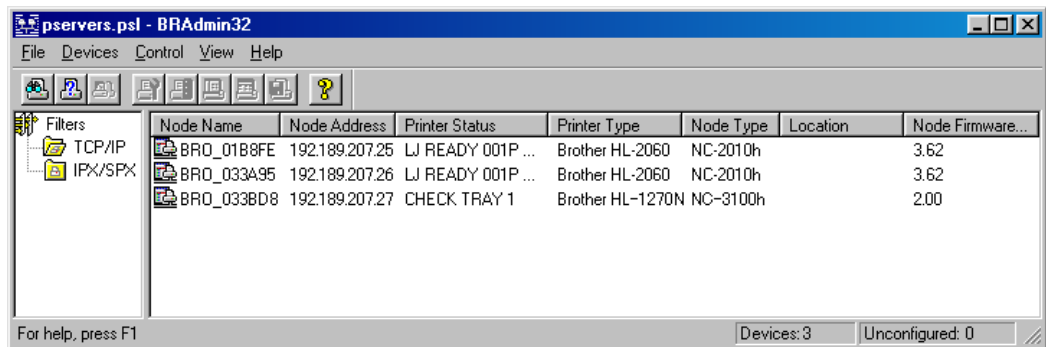 pservers.psl - BRAdmin32
File Devices Control View Help
Filters
TCP/IP
IPX/SPX
Node Name Node Address Printer Status Printer Type Node Type Location Node Firmware...
BRO_01B8FE 192.189.207.25 LJ READY 001P ... Brother HL-2060 NC-2010h 3.62
BRO_033A95 192.189.207.26 LJ READY 001P ... Brother HL-2060 NC-2010h 3.62
BRO_033BD8 192.189.207.27 CHECK TRAY 1 Brother HL-1270N NC-3100h 2.00
For help, press F1 Devices: 3 Unconfigured: 0